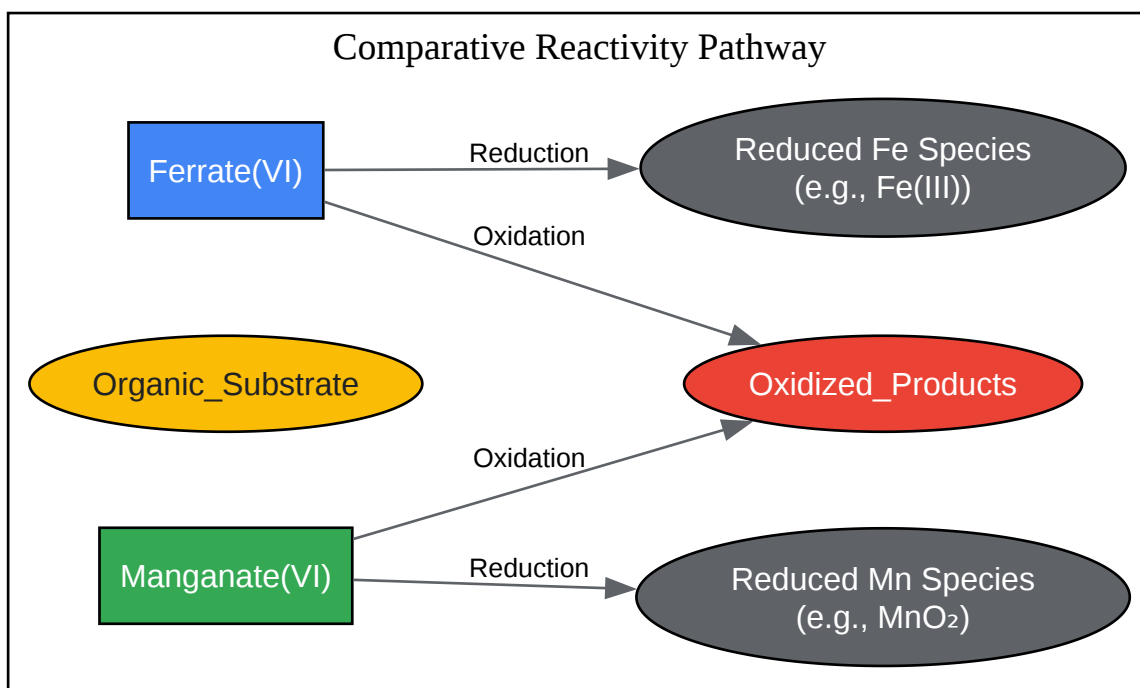 Comparative Reactivity Pathway
Ferrate(VI)
Reduction
Reduced Fe Species
(e.g., Fe(III))
Oxidation
Organic_Substrate
Oxidized_Products
Oxidation
Manganate(VI)
Reduction
Reduced Mn Species
(e.g., MnO₂)